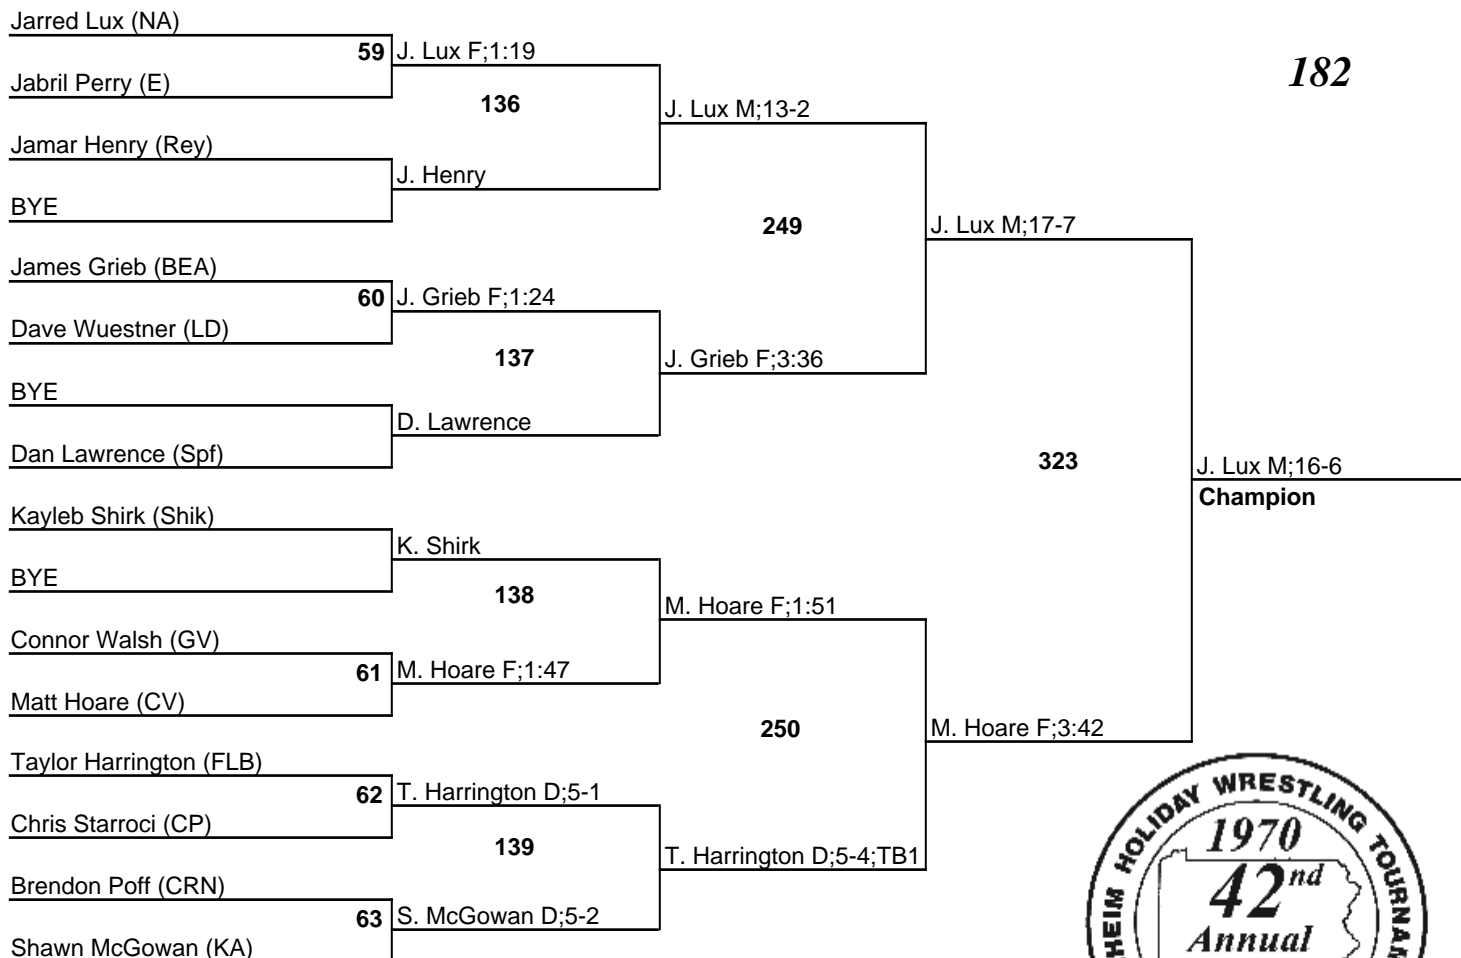 Jarred Lux (NA)
59 J. Lux F;1:19
182
Jabril Perry (E)
136
J. Lux M;13-2
Jamar Henry (Rey)
J. Henry
BYE
249
J. Lux M;17-7
James Grieb (BEA)
60 J. Grieb F;1:24
Dave Wuestner (LD)
137
J. Grieb F;3:36
BYE
D. Lawrence
Dan Lawrence (Spf)
323
J. Lux M;16-6
Champion
Kayleb Shirk (Shik)
K. Shirk
BYE
138
M. Hoare F;1:51
Connor Walsh (GV)
61 M. Hoare F;1:47
Matt Hoare (CV)
250
M. Hoare F;3:42
Taylor Harrington (FLB)
62 T. Harrington D;5-1
Chris Starroci (CP)
139
T. Harrington D;5-4;TB1
Brendon Poff (CRN)
63 S. McGowan D;5-2
Shawn McGowan (KA)
HEIM HOLIDAY WRESTLING TOURNAM
1970
42nd
Annual